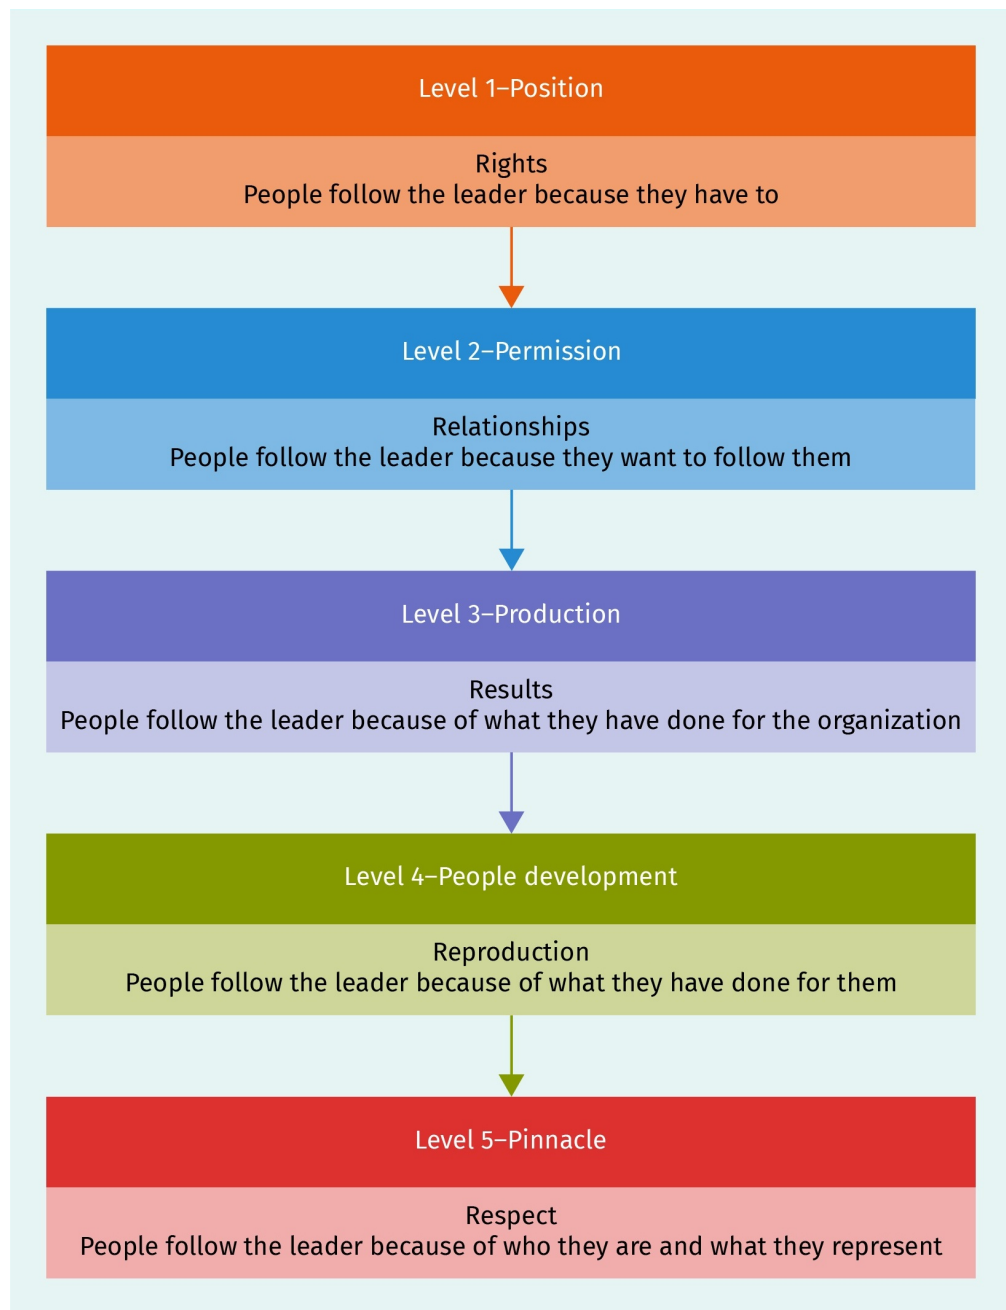 Level 1–Position
Rights
People follow the leader because they have to
Level 2–Permission
Relationships
People follow the leader because they want to follow them
Level 3–Production
Results
People follow the leader because of what they have done for the organization
Level 4–People development
Reproduction
People follow the leader because of what they have done for them
Level 5–Pinnacle
Respect
People follow the leader because of who they are and what they represent